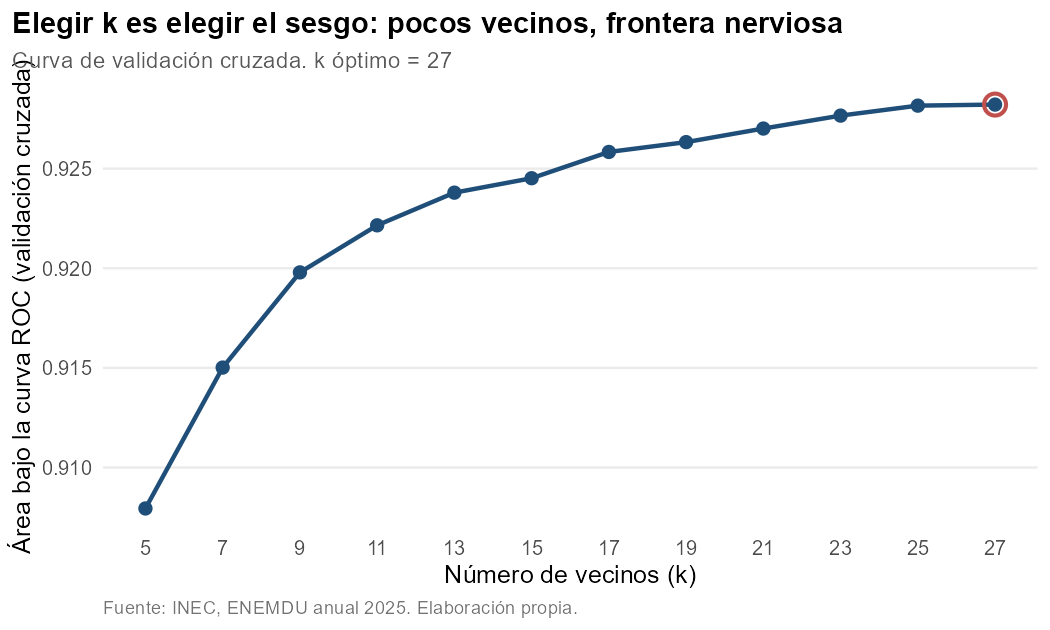 Elegir k es elegir el sesgo: pocos vecinos, frontera nerviosa
Curva de validación cruzada. k óptimo = 27
Área bajo la curva ROC (validación cruzada)
0.925
0.920
0.915
0.910
5 7 9 11 13 15 17 19 21 23 25 27
Número de vecinos (k)
Fuente: INEC, ENEMDU anual 2025. Elaboración propia.